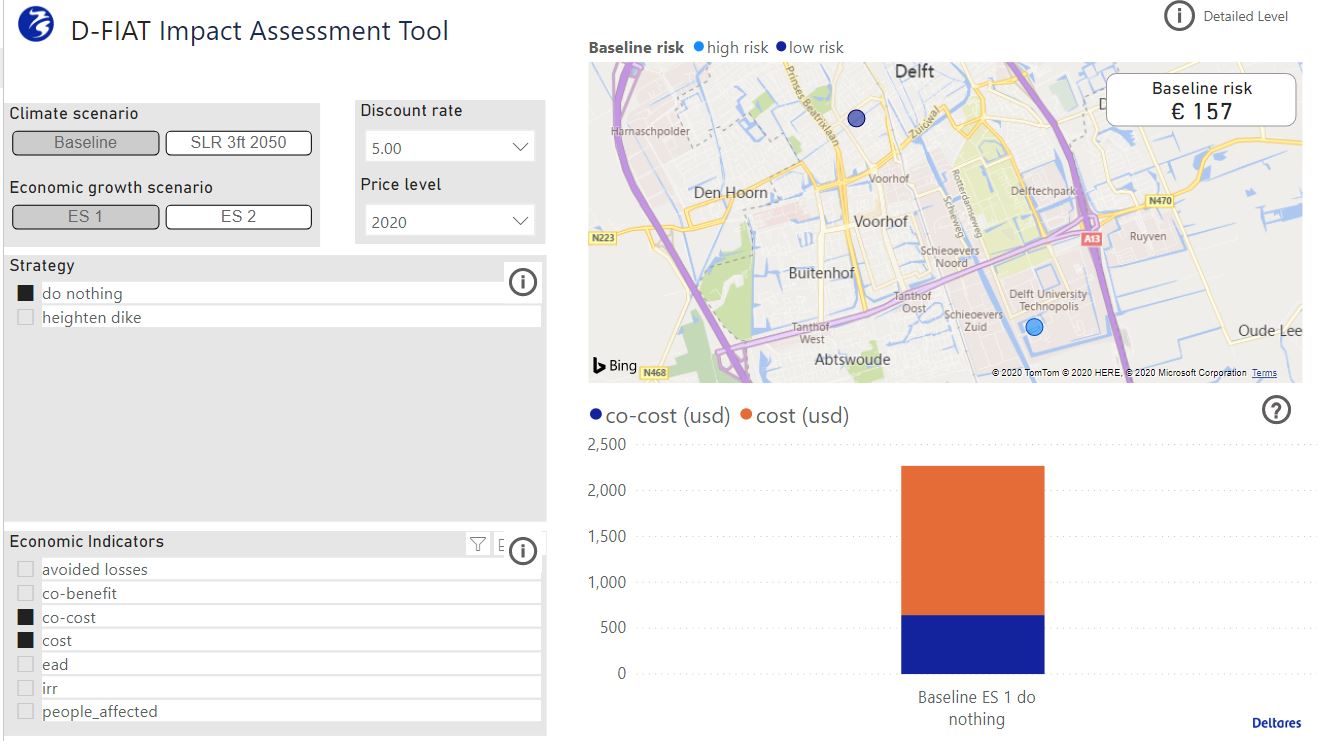 D-FIAT Impact Assessment Tool
Detailed Level
Climate scenario
Baseline
SLR 3ft 2050
Economic growth scenario
ES 1
ES 2
Discount rate
5.00
Price level
2020
Strategy
do nothing
heighten dike
Economic Indicators
avoided losses
co-benefit
co-cost
cost
ead
irr
people_affected
Baseline risk high risk low risk
Baseline risk
€ 157
Delft
Prinses Beatrixlaan
Zuidwal
Harnaschpolder
Den Hoorn
Voorhof
Voorhof
Rotterdamseweg
Schieweg
Delftechpark
N470
N223
A13
Ruyven
Schieoevers
Noord
Buitenhof
Tanthof
Oost
Delft University
Technopolis
Schieoevers
Zuid
Tanthof
West
Oude Lee
Abtswoude
Bing
N468
© 2020 TomTom © 2020 HERE, © 2020 Microsoft Corporation Terms
co-cost (usd) cost (usd)
2,500
2,000
1,500
1,000
500
0
Baseline ES 1 do
nothing
Deltares